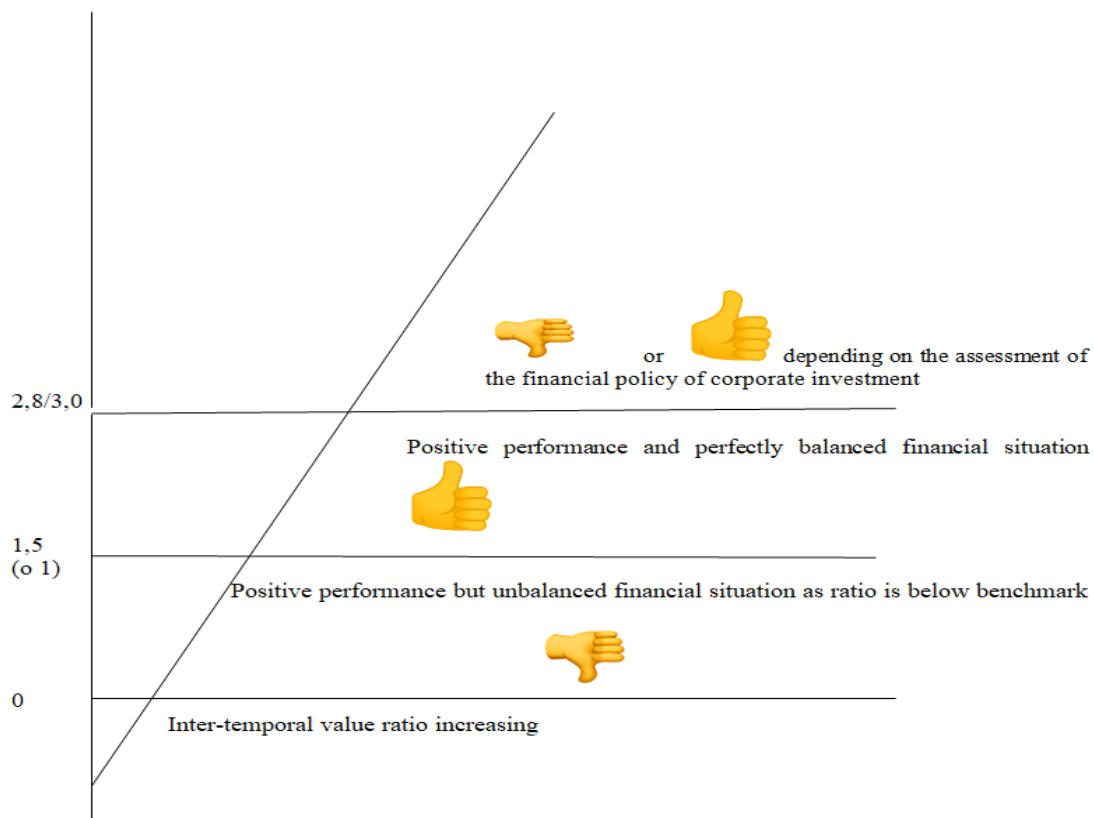 or depending on the assessment of
the financial policy of corporate investment
2,8/3,0
Positive performance and perfectly balanced financial situation
1,5
(o 1)
Positive performance but unbalanced financial situation as ratio is below benchmark
0
Inter-temporal value ratio increasing